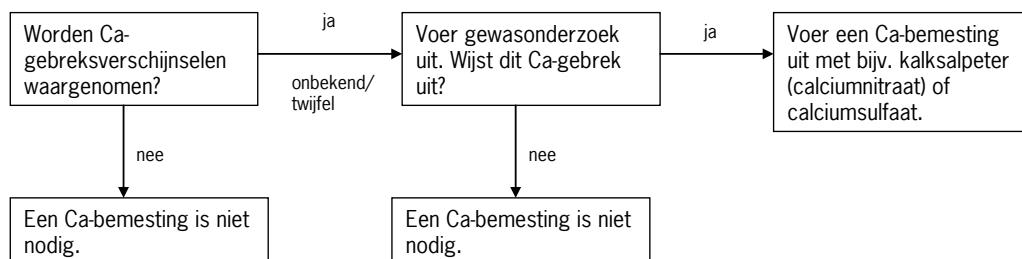 Worden Ca-
gebreksverschijnselen
waargenomen?
ja
onbekend/
twijfel
Voer gewasonderzoek
uit. Wijst dit Ca-gebrek
uit?
ja
Voer een Ca-bemesting
uit met bijv. kalksalpeter
(calciumnitraat) of
calciumsulfaat.
nee
nee
Een Ca-bemesting is niet
nodig.
Een Ca-bemesting is niet
nodig.